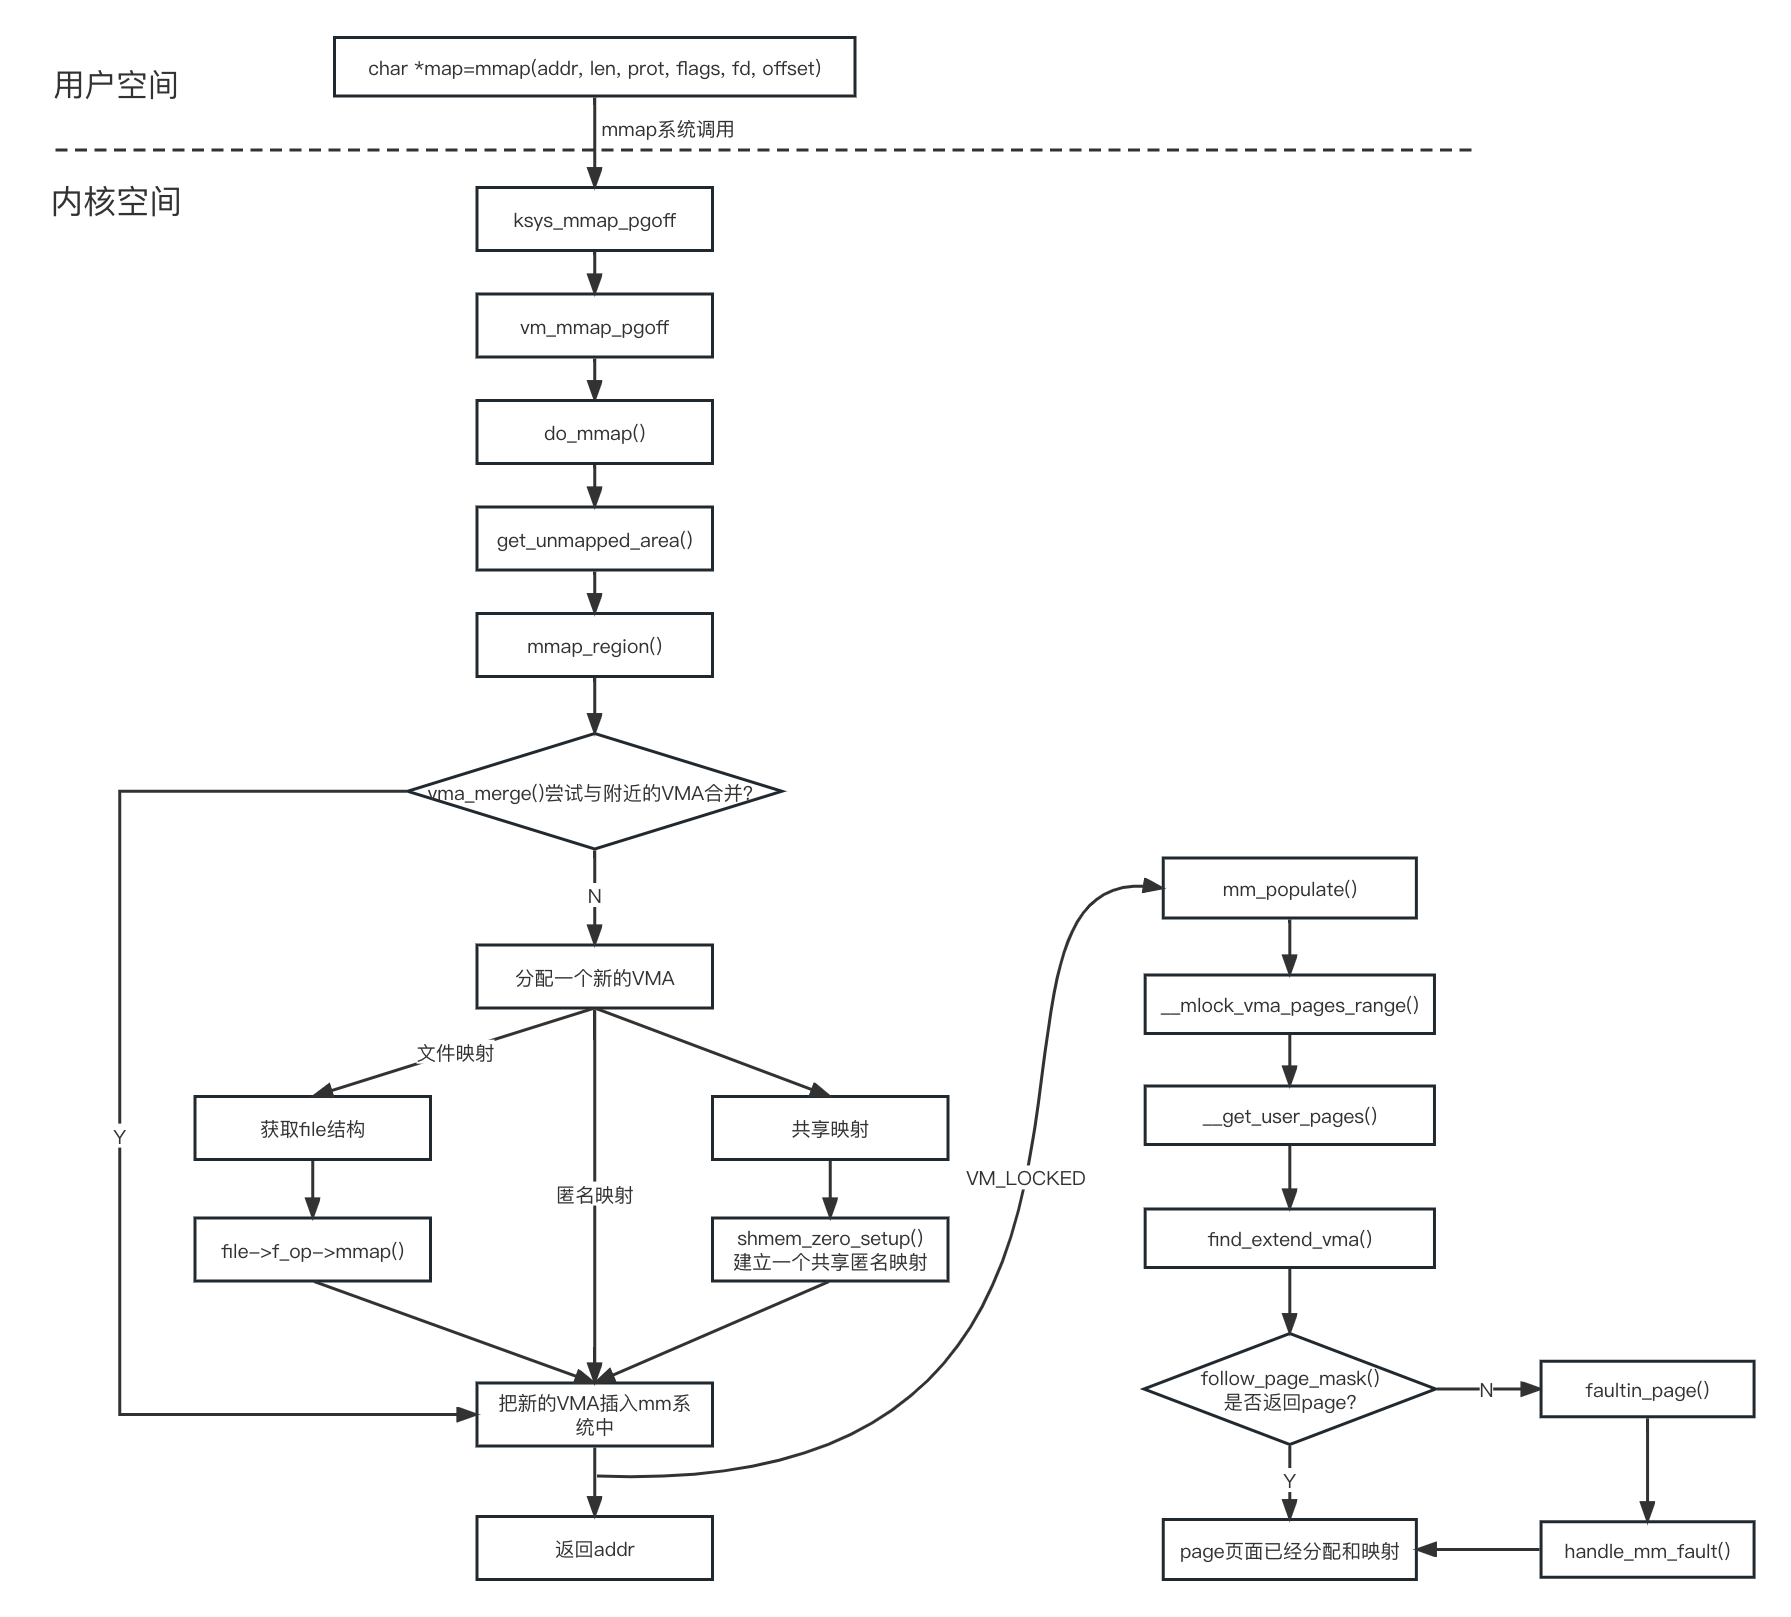 用户空间
char *map=mmap(addr, len, prot, flags, fd, offset)
mmap系统调用
内核空间
ksys_mmap_pgoff
vm_mmap_pgoff
do_mmap()
get_unmapped_area()
mmap_region()
vma_merge()尝试与附近的VMA合并?
N
Y
分配一个新的VMA
文件映射
获取file结构
file->f_op->mmap()
匿名映射
共享映射
shmem_zero_setup()
建立一个共享匿名映射
把新的VMA插入mm系
统中
返回addr
VM_LOCKED
mm_populate()
__mlock_vma_pages_range()
__get_user_pages()
find_extend_vma()
follow_page_mask()
是否返回page?
N
faultin_page()
Y
page页面已经分配和映射
handle_mm_fault()